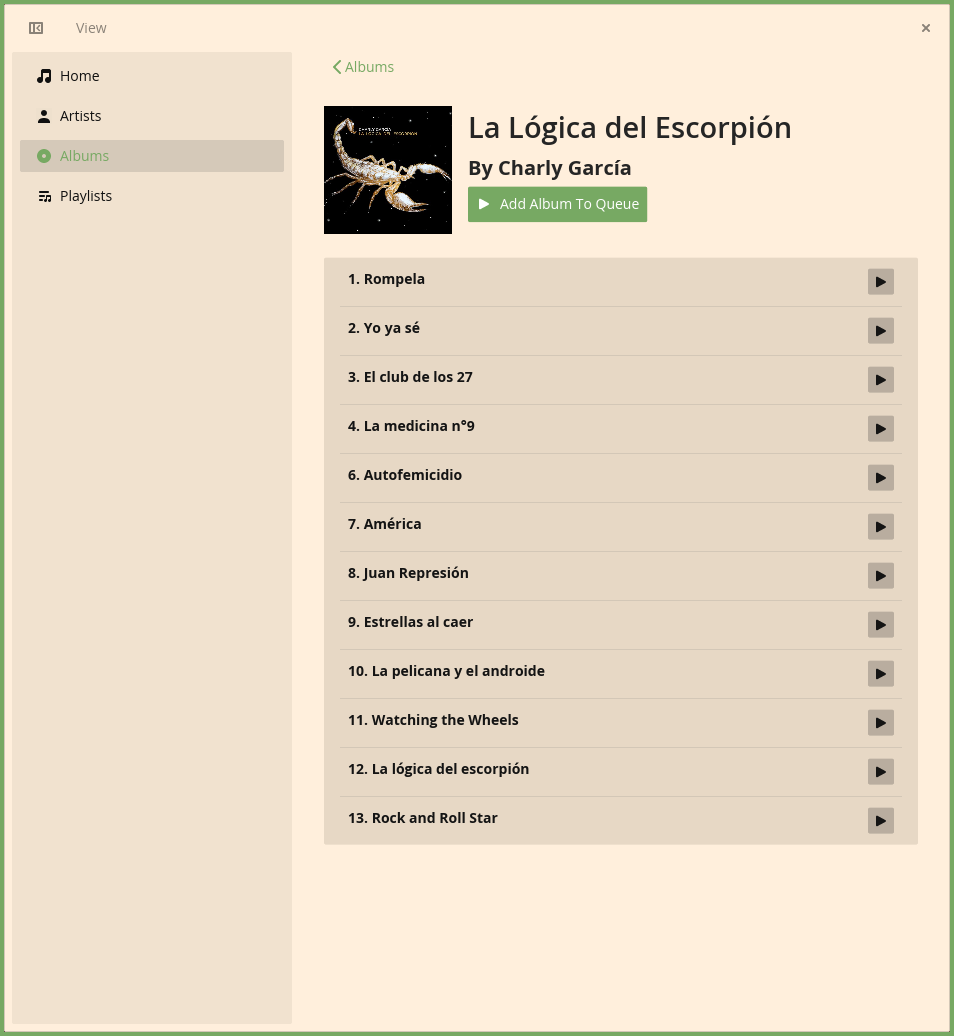 View
Home
Artists
Albums
Playlists
Albums
CHARLY GARCIA
LA LÓGICA DEL ESCORPIÓN
La Lógica del Escorpión
By Charly García
Add Album To Queue
1. Rompela
2. Yo ya sé
3. El club de los 27
4. La medicina n°9
6. Autofemicidio
7. América
8. Juan Represión
9. Estrellas al caer
10. La pelicana y el androide
11. Watching the Wheels
12. La lógica del escorpión
13. Rock and Roll Star